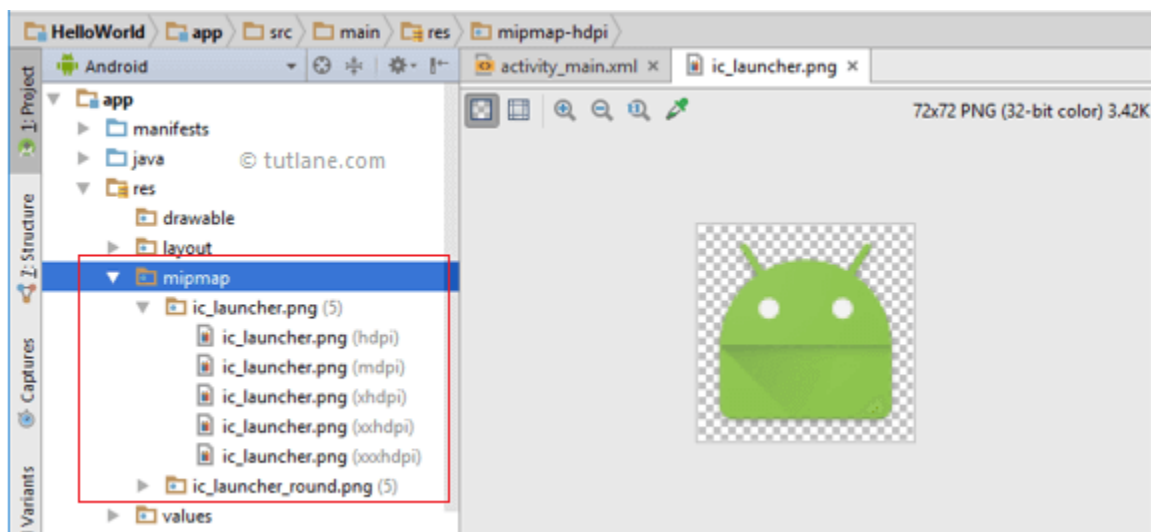 HelloWorld app src main res mipmap-hdpi
Android
activity_main.xml × ic_launcher.png ×
1: Project
app
72x72 PNG (32-bit color) 3.42K
manifests
java
© tutlane.com
res
drawable
Z: Structure
layout
mipmap
ic_launcher.png (5)
ic_launcher.png (hdpi)
ic_launcher.png (mdpi)
Captures
ic_launcher.png (xhdpi)
ic_launcher.png (xxhdpi)
ic_launcher.png (xxxhdpi)
ic_launcher_round.png (5)
Variants
values